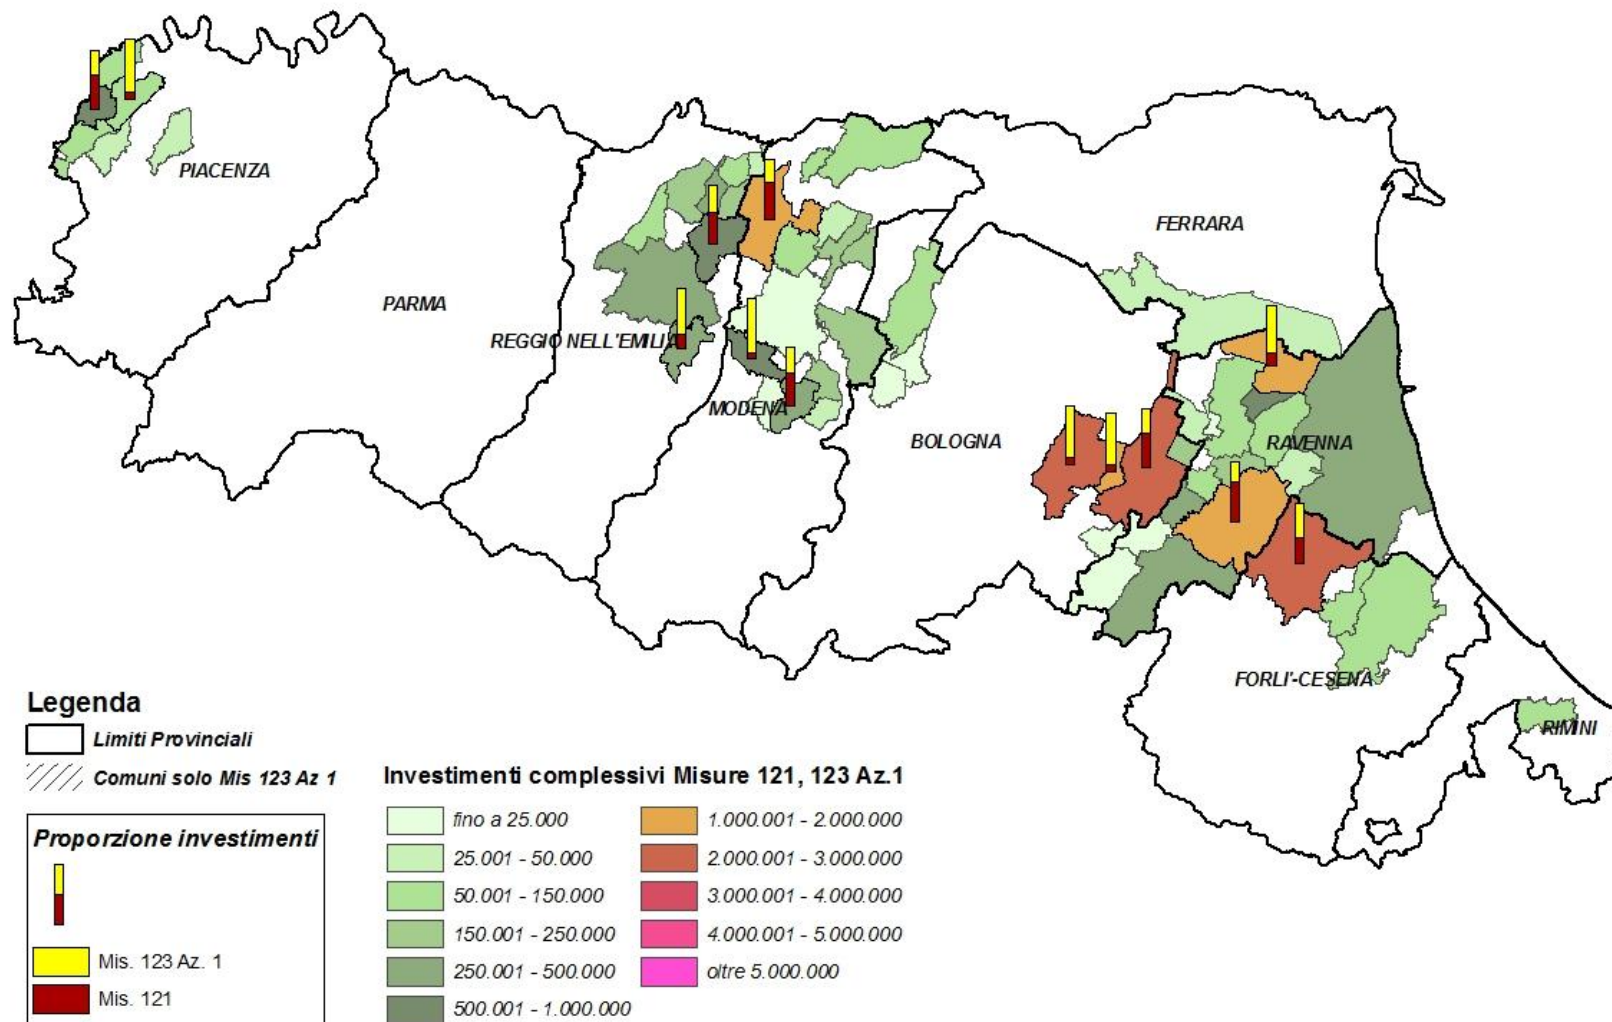 PIACENZA
FERRARA
PARMA
REGGIO NELL'EMILIA
MODENA
BOLOGNA
RAVENNA
FORLI'-CESENA
RIMINI
Legenda
Limiti Provinciali
Comuni solo Mis 123 Az 1
Proporzione investimenti
Mis. 123 Az. 1
Mis. 121
Investimenti complessivi Misure 121, 123 Az.1
fino a 25.000
25.001 - 50.000
50.001 - 150.000
150.001 - 250.000
250.001 - 500.000
500.001 - 1.000.000
1.000.001 - 2.000.000
2.000.001 - 3.000.000
3.000.001 - 4.000.000
4.000.001 - 5.000.000
oltre 5.000.000